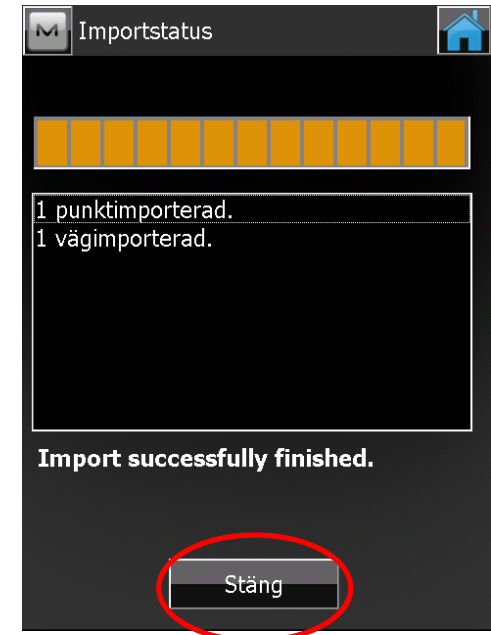 Importstatus
1 punktimporterad.
1 vägimporterad.
Import successfully finished.
Stäng